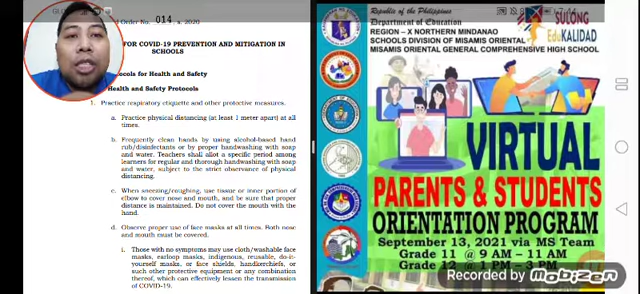 Order No. 014, s. 2020
FOR COVID-19 PREVENTION AND MITIGATION IN
SCHOOLS
Protocols for Health and Safety
Health and Safety Protocols
1. Practice respiratory etiquette and other protective measures.
a. Practice physical distancing (at least 1 meter apart) at all
times.
b. Frequently clean hands by using alcohol-based hand
rub/disinfectants or by proper handwashing with soap
and water. Teachers shall allot a specific period among
learners for regular and thorough handwashing with soap
and water, subject to the strict observance of physical
distancing.
c. When sneezing/coughing, use tissue or inner portion of
elbow to cover nose and mouth, and be sure that proper
distance is maintained. Do not cover the mouth with the
hand.
d. Observe proper use of face masks at all times. Both nose
and mouth must be covered.
i. Those with no symptoms may use cloth/washable face
masks, earloop masks, indigenous, reusable, do-it-
yourself masks, or face shields, handkerchiefs, or
such other protective equipment or any combination
thereof, which can effectively lessen the transmission
of COVID-19.
Republic of the Philippines
Department of Education
REGION - X NORTHERN MINDANAO
SCHOOLS DIVISION OF MISAMIS ORIENTAL
MISAMIS ORIENTAL GENERAL COMPREHENSIVE HIGH SCHOOL
SULONG
EduKALIDAD
VIRTUAL
PARENTS & STUDENTS
ORIENTATION PROGRAM
September 13, 2021 via MS Team
Grade 11 @ 9 AM – 11 AM
Grade 12 @ 1 PM – 3 PM
Recorded by Mobizen